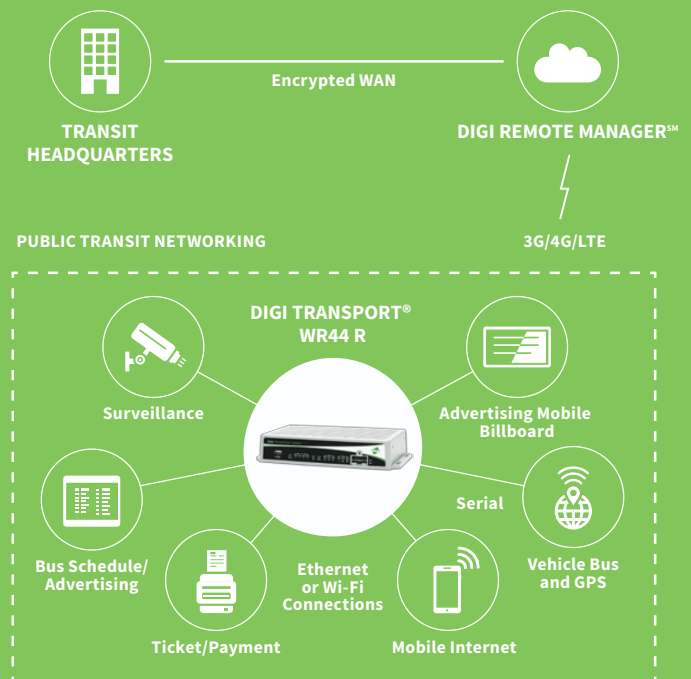 Encrypted WAN
TRANSIT
HEADQUARTERS
DIGI REMOTE MANAGER℠
PUBLIC TRANSIT NETWORKING
3G/4G/LTE
DIGI TRANSPORT®
WR44 R
Surveillance
Advertising Mobile
Billboard
Serial
Bus Schedule/
Advertising
Ethernet
or Wi-Fi
Connections
Vehicle Bus
and GPS
Ticket/Payment
Mobile Internet